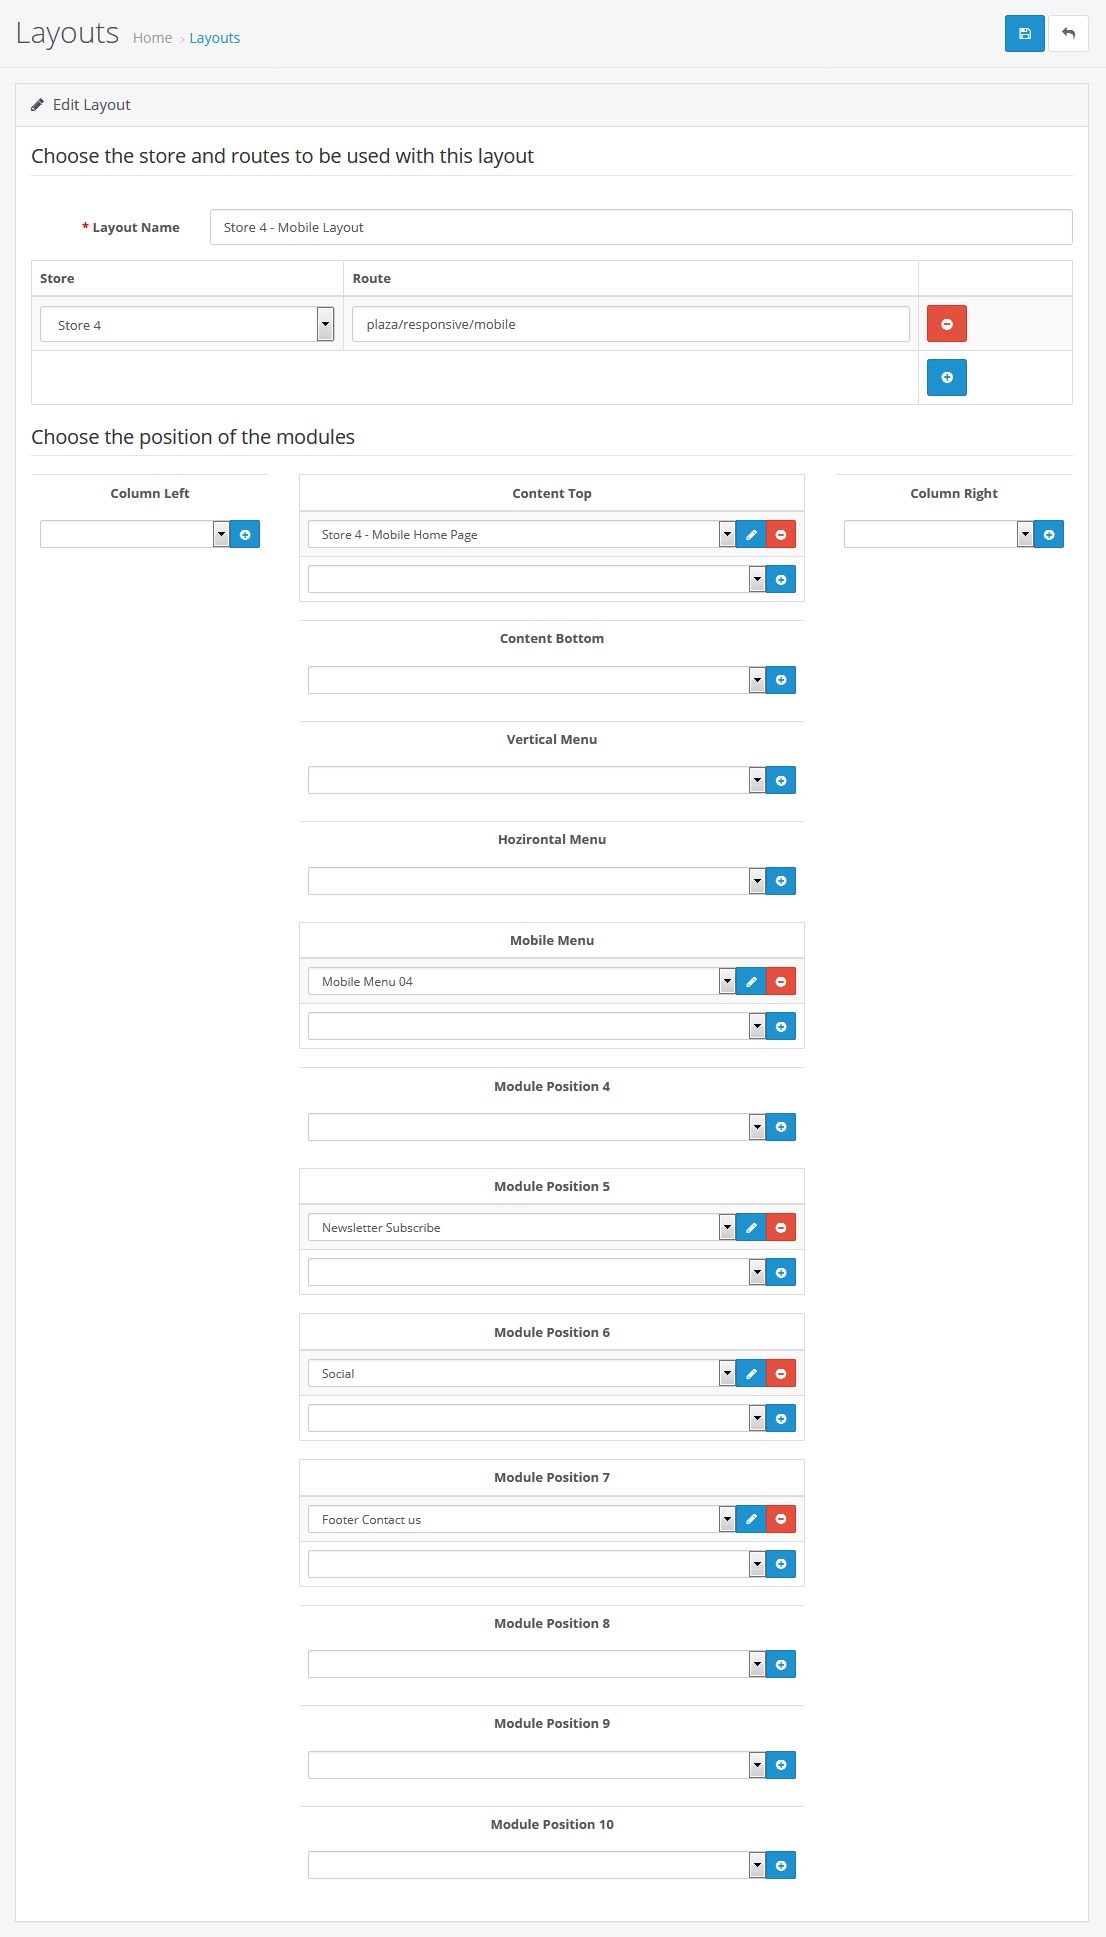 Layouts Home › Layouts
Edit Layout
Choose the store and routes to be used with this layout
* Layout Name Store 4 - Mobile Layout
Store Route
Store 4 plaza/responsive/mobile
Choose the position of the modules
Column Left Content Top Column Right
Store 4 - Mobile Home Page
Content Bottom
Vertical Menu
Hozirontal Menu
Mobile Menu
Mobile Menu 04
Module Position 4
Module Position 5
Newsletter Subscribe
Module Position 6
Social
Module Position 7
Footer Contact us
Module Position 8
Module Position 9
Module Position 10